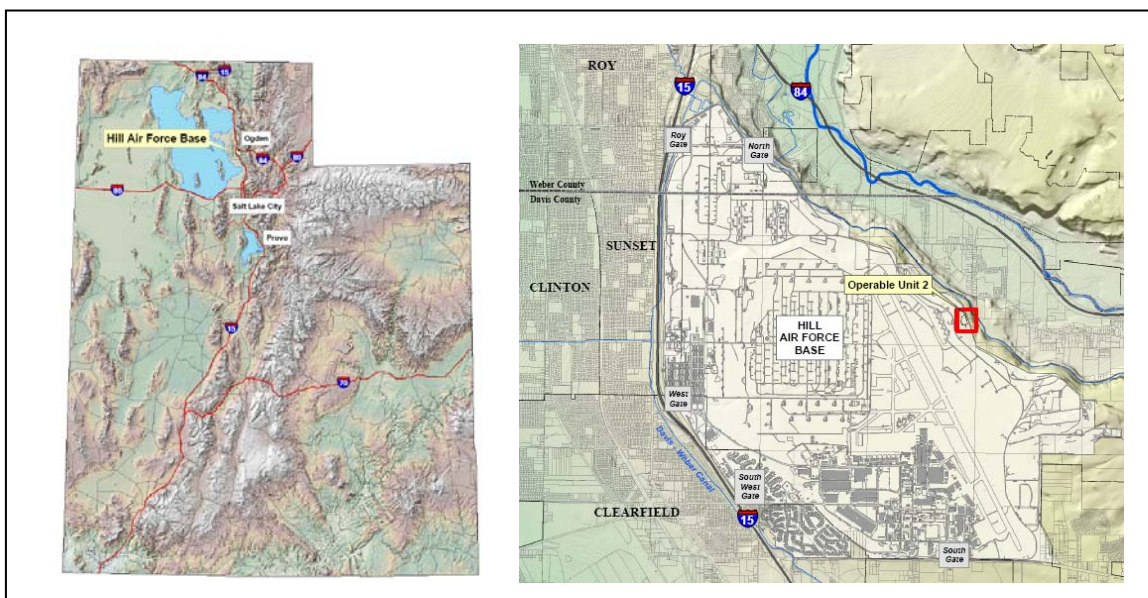 15
84
Hill Air Force Base
Ogden
84
80
80
Salt Lake City
Provo
15
70
ROY
15
84
Roy
Gate
North
Gate
Weber County
Davis County
SUNSET
CLINTON
Operable Unit 2
HILL
AIR FORCE
BASE
West
Gate
Davis - Weber Canal
South
West
Gate
CLEARFIELD
15
South
Gate